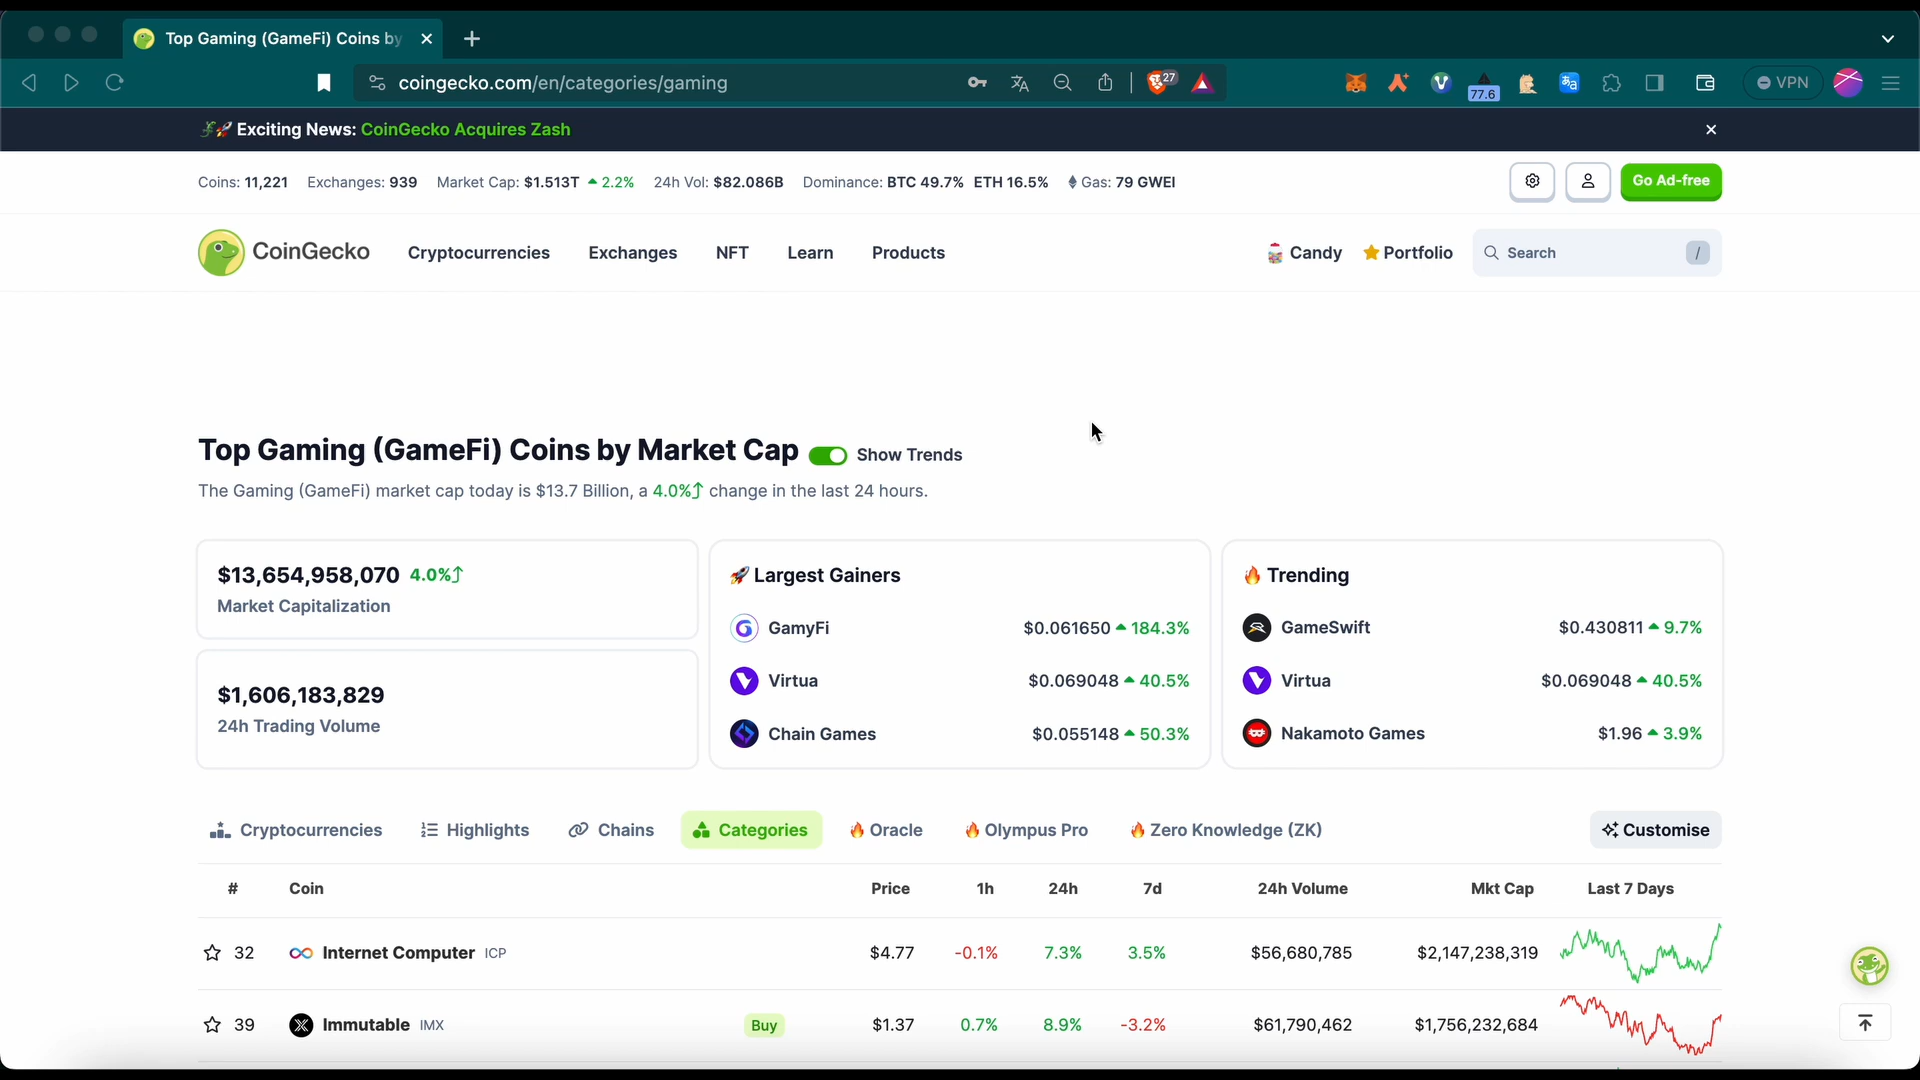 Top Gaming (GameFi) Coins by
coingecko.com/en/categories/gaming
27
77.6
VPN
Exciting News: CoinGecko Acquires Zash
Coins: 11,221 Exchanges: 939 Market Cap: $1.513T 2.2% 24h Vol: $82.086B Dominance: BTC 49.7% ETH 16.5% Gas: 79 GWEI
Go Ad-free
CoinGecko Cryptocurrencies Exchanges NFT Learn Products Candy Portfolio Search /
Top Gaming (GameFi) Coins by Market Cap Show Trends
The Gaming (GameFi) market cap today is $13.7 Billion, a 4.0% change in the last 24 hours.
$13,654,958,070 4.0%
Market Capitalization
$1,606,183,829
24h Trading Volume
Largest Gainers
GamyFi $0.061650 184.3%
Virtua $0.069048 40.5%
Chain Games $0.055148 50.3%
Trending
GameSwift $0.430811 9.7%
Virtua $0.069048 40.5%
Nakamoto Games $1.96 3.9%
Cryptocurrencies Highlights Chains Categories Oracle Olympus Pro Zero Knowledge (ZK) Customise
# Coin Price 1h 24h 7d 24h Volume Mkt Cap Last 7 Days
32 Internet Computer ICP $4.77 -0.1% 7.3% 3.5% $56,680,785 $2,147,238,319
39 Immutable IMX Buy $1.37 0.7% 8.9% -3.2% $61,790,462 $1,756,232,684